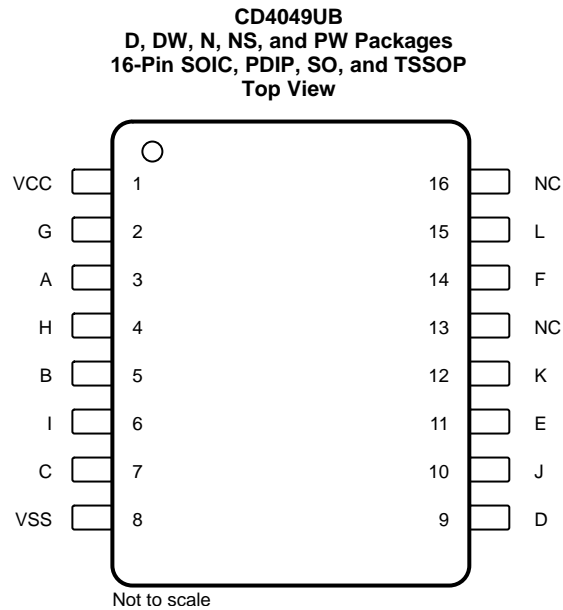 CD4049UB
D, DW, N, NS, and PW Packages
16-Pin SOIC, PDIP, SO, and TSSOP
Top View
VCC 1 16 NC
G 2 15 L
A 3 14 F
H 4 13 NC
B 5 12 K
I 6 11 E
C 7 10 J
VSS 8 9 D
Not to scale